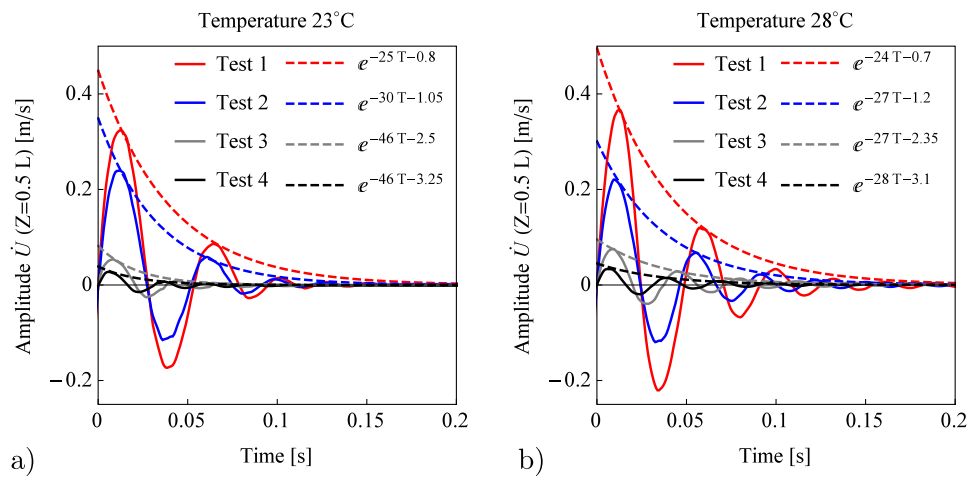 Temperature 23°C
Test 1 e^{-25 T-0.8}
Test 2 e^{-30 T-1.05}
Test 3 e^{-46 T-2.5}
Test 4 e^{-46 T-3.25}
Amplitude U̇ (Z=0.5 L) [m/s]
0.4
0.2
0
−0.2
0 0.05 0.1 0.15 0.2
Time [s]
a)
Temperature 28°C
Test 1 e^{-24 T-0.7}
Test 2 e^{-27 T-1.2}
Test 3 e^{-27 T-2.35}
Test 4 e^{-28 T-3.1}
Amplitude U̇ (Z=0.5 L) [m/s]
0.4
0.2
0
−0.2
0 0.05 0.1 0.15 0.2
Time [s]
b)